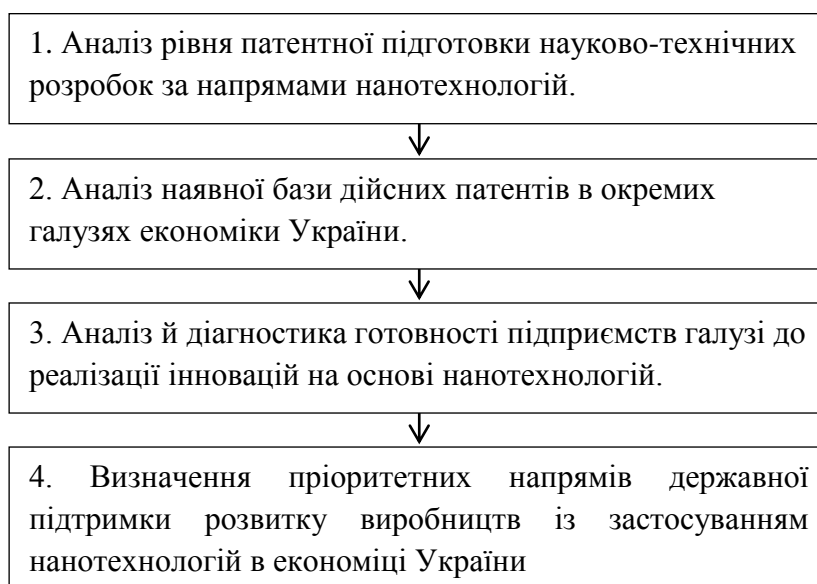 1. Аналіз рівня патентної підготовки науково-технічних
розробок за напрямами нанотехнологій.
2. Аналіз наявної бази дійсних патентів в окремих
галузях економіки України.
3. Аналіз й діагностика готовності підприємств галузі до
реалізації інновацій на основі нанотехнологій.
4. Визначення пріоритетних напрямів державної
підтримки розвитку виробництв із застосуванням
нанотехнологій в економіці України